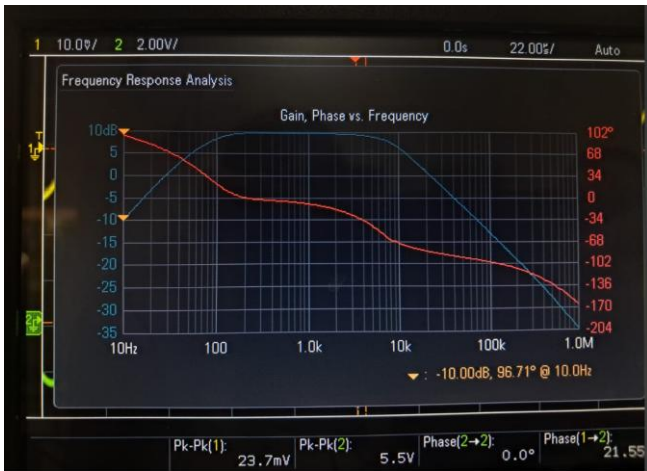 1 10.0V/ 2 2.00V/ 0.0s 22.00s/ Auto
Frequency Response Analysis
Gain, Phase vs. Frequency
10dB 102°
5 68
0 34
-5 0
-10 -34
-15 -68
-20 -102
-25 -136
-30 -170
-35 -204
10Hz 100 1.0k 10k 100k 1.0M
: -10.00dB, 96.71° @ 10.0Hz
Pk-Pk(1): Pk-Pk(2): Phase(2→2): Phase(1→2):
23.7mV 5.5V 0.0° 21.55